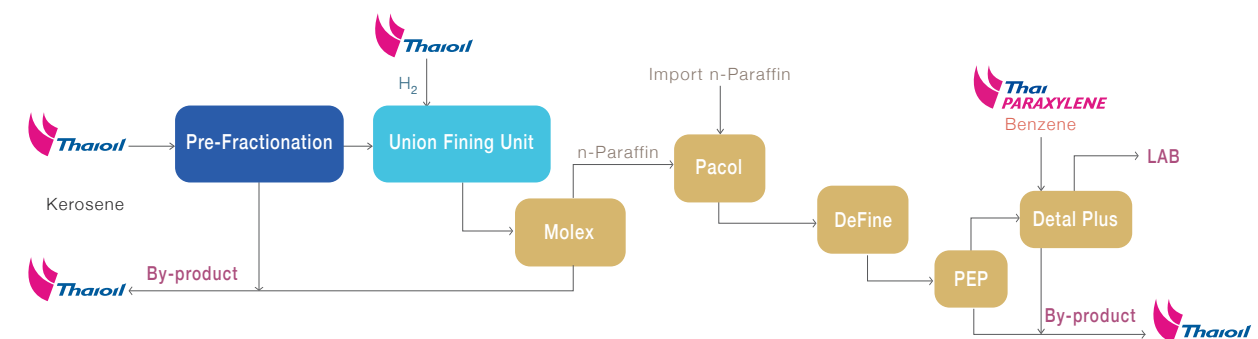 Thaioil
H2
Import n-Paraffin
Thai
PARAXYLENE
Benzene
Thaioil
Pre-Fractionation
Union Fining Unit
n-Paraffin
Pacol
LAB
Kerosene
Molex
DeFine
Detal Plus
By-product
Thaioil
PEP
By-product
Thaioil